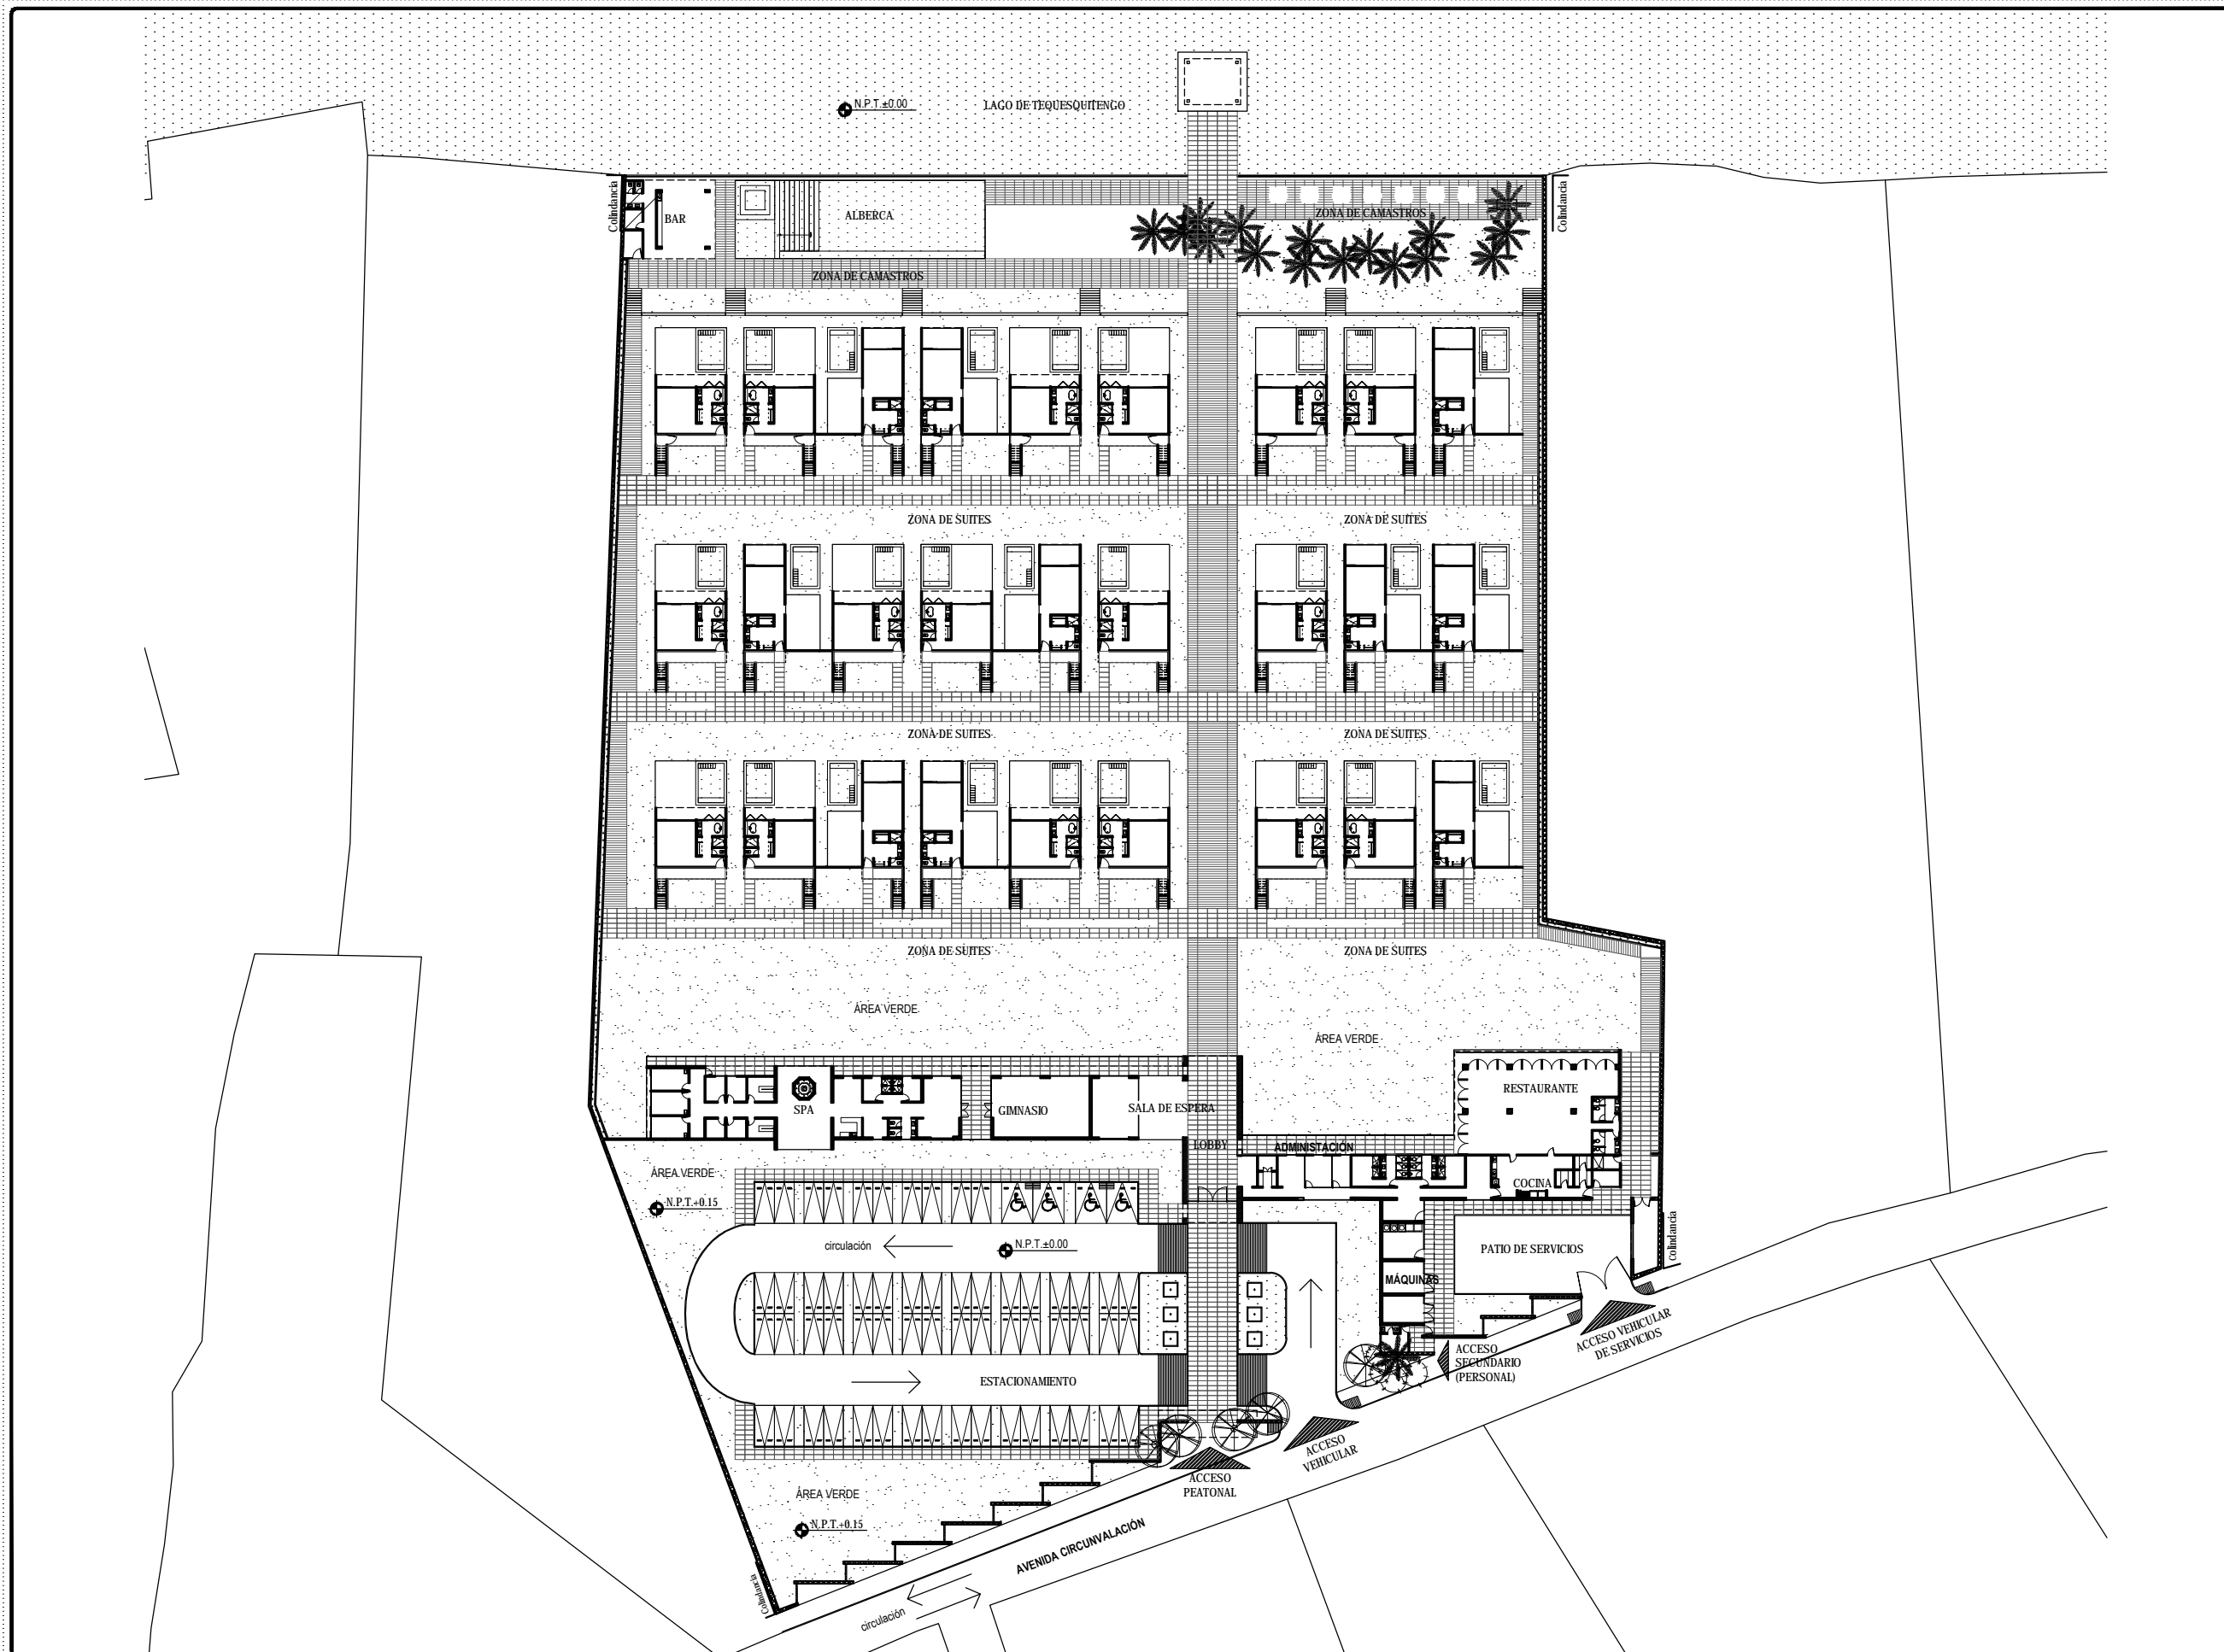 N.P.T.±0.00
LAGO DE TEQUESQUITENGO
Colindancia
BAR
ALBERCA
ZONA DE CAMASTROS
Colindancia
ZONA DE CAMASTROS
ZONA DE SUITES
ZONA DE SUITES
ZONA DE SUITES
ZONA DE SUITES
ZONA DE SUITES
ZONA DE SUITES
ÁREA VERDE
ÁREA VERDE
RESTAURANTE
SPA
GIMNASIO
SALA DE ESPERA
LOBBY
ADMINISTACIÓN
ÁREA VERDE
COCINA
N.P.T.+0.15
circulación
N.P.T.±0.00
PATIO DE SERVICIOS
Colindancia
MÁQUINAS
ACCESO VEHICULAR
DE SERVICIOS
ACCESO
SECUNDARIO
(PERSONAL)
ESTACIONAMIENTO
ACCESO
VEHICULAR
ACCESO
PEATONAL
ÁREA VERDE
N.P.T.+0.15
AVENIDA CIRCUNVALACIÓN
Colindancia
circulación